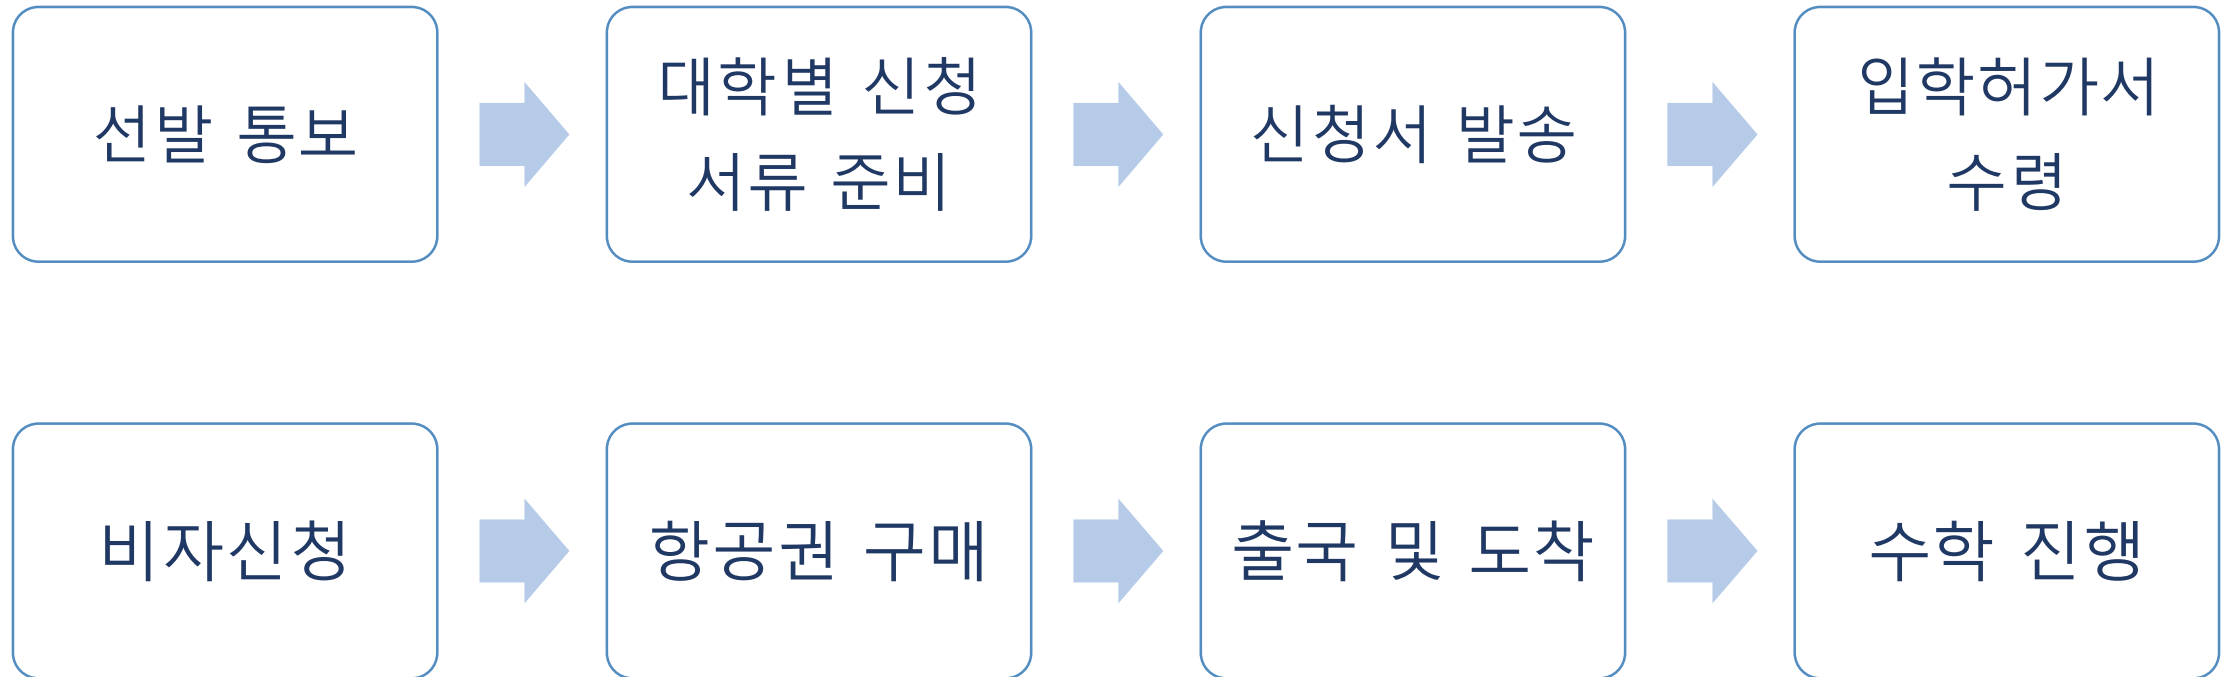 선발 통보
대학별 신청
서류 준비
신청서 발송
입학허가서
수령
비자신청
항공권 구매
출국 및 도착
수학 진행